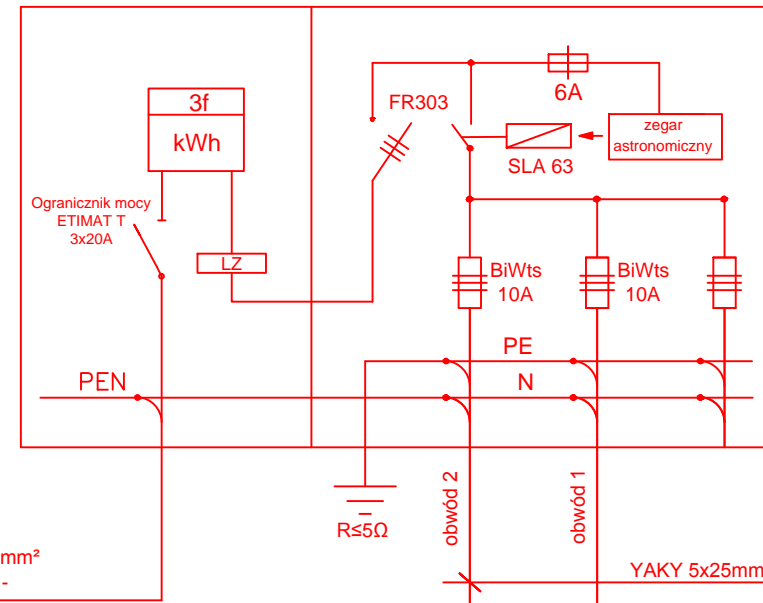 3f
kWh
Ogranicznik mocy
ETIMAT T
3x20A
LZ
FR303
6A
SLA 63
zegar
astronomiczny
BiWts
10A
BiWts
10A
PE
PEN
N
R≤5Ω
obwód 2
obwód 1
mm²
-
YAKY 5x25mm